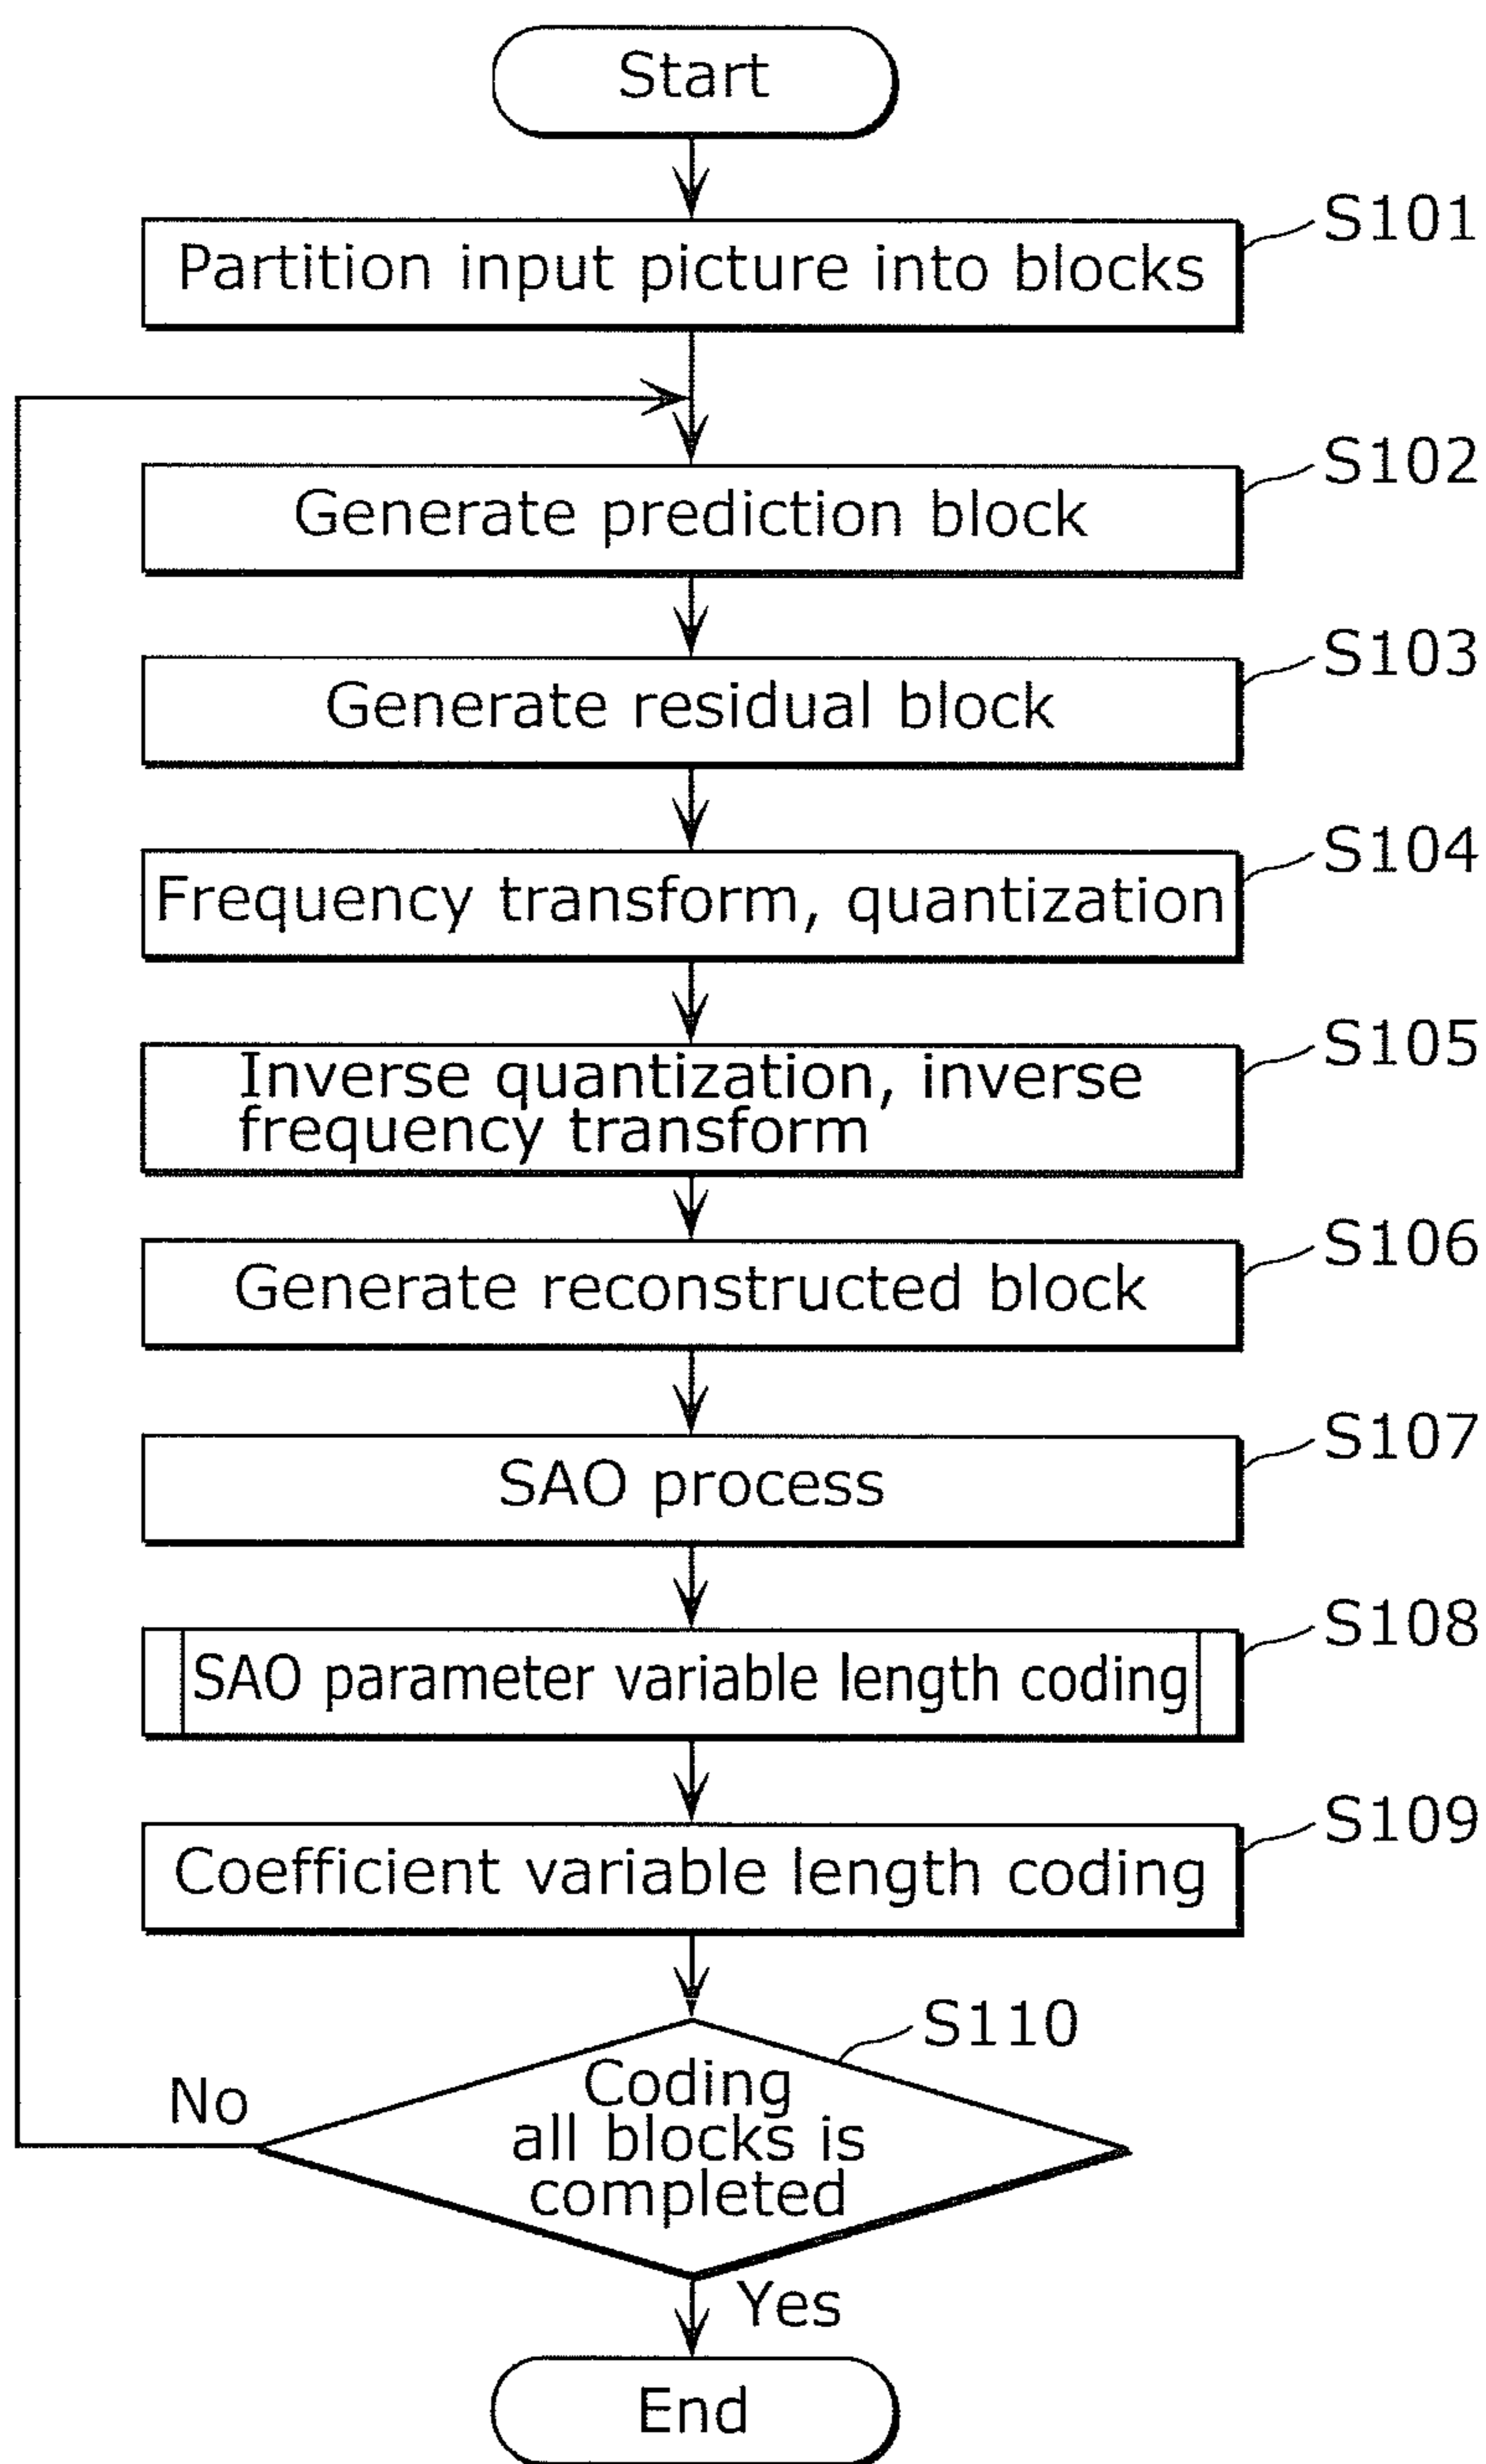 Start
S101
Partition input picture into blocks
S102
Generate prediction block
S103
Generate residual block
S104
Frequency transform, quantization
S105
Inverse quantization, inverse
frequency transform
S106
Generate reconstructed block
S107
SAO process
S108
SAO parameter variable length coding
S109
Coefficient variable length coding
S110
Coding
all blocks is
completed
No
Yes
End